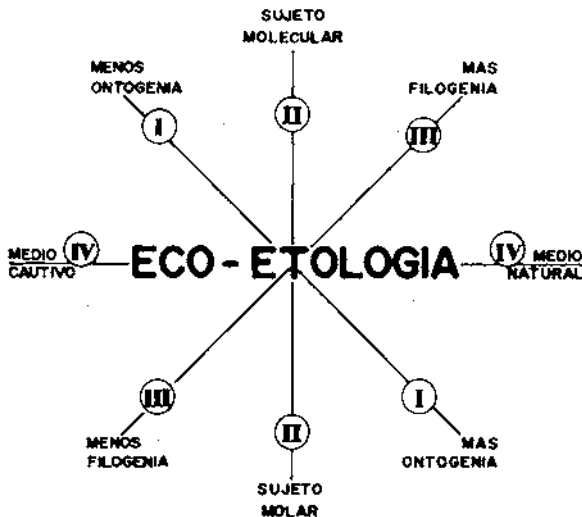 SUJETO
MOLECULAR
MENOS
ONTOGENIA
MAS
FILOGENIA
I
II
III
MEDIO
CAUTIVO
IV
ECO-ETOLOGIA
IV
MEDIO
NATURAL
III
II
I
MENOS
FILOGENIA
SUJETO
MOLAR
MAS
ONTOGENIA